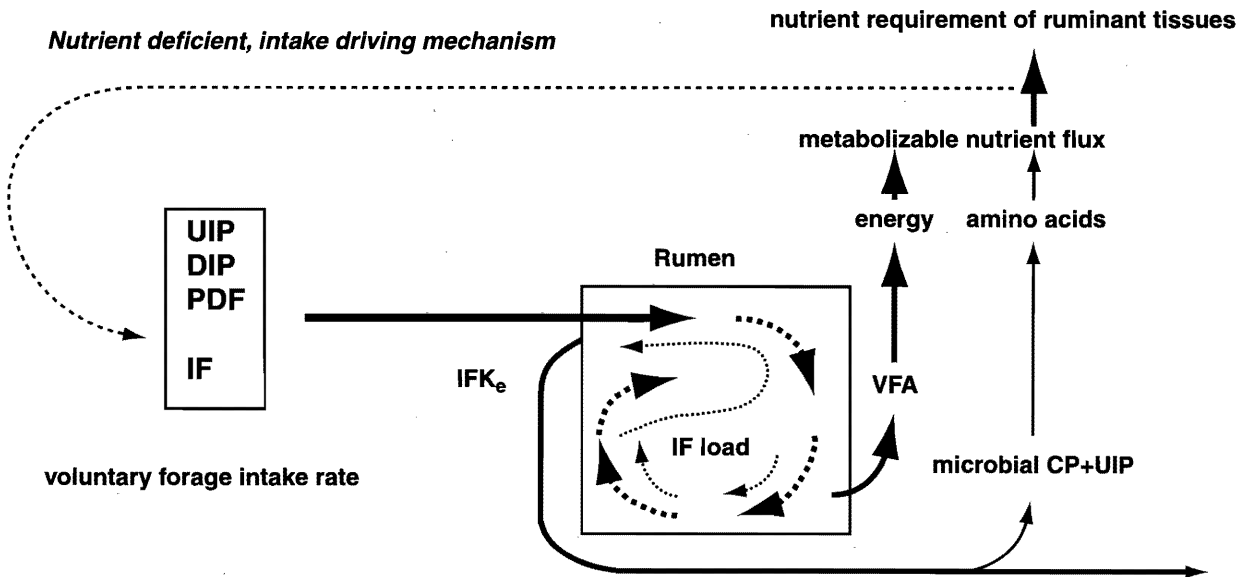 nutrient requirement of ruminant tissues
Nutrient deficient, intake driving mechanism
metabolizable nutrient flux
energy
amino acids
UIP
DIP
PDF
IF
Rumen
IFKe
VFA
IF load
microbial CP+UIP
voluntary forage intake rate